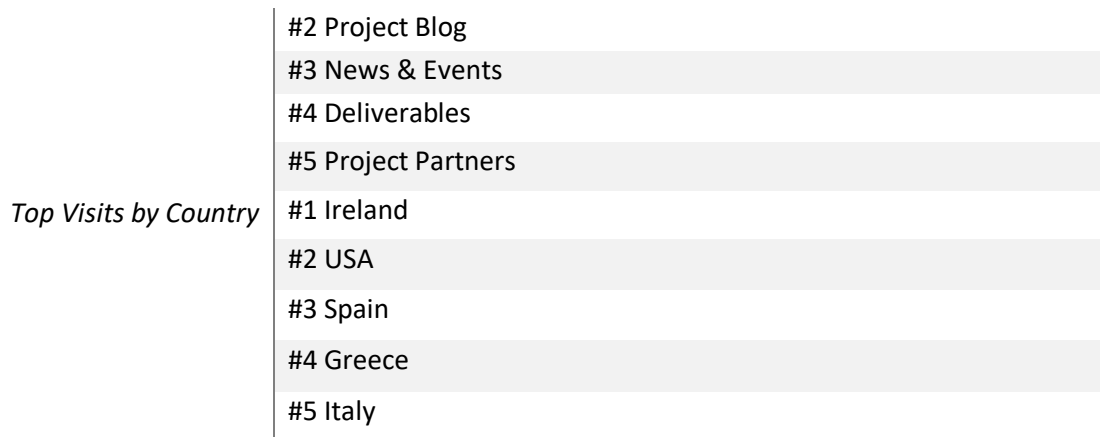 #2 Project Blog
#3 News & Events
#4 Deliverables
#5 Project Partners
Top Visits by Country #1 Ireland
#2 USA
#3 Spain
#4 Greece
#5 Italy